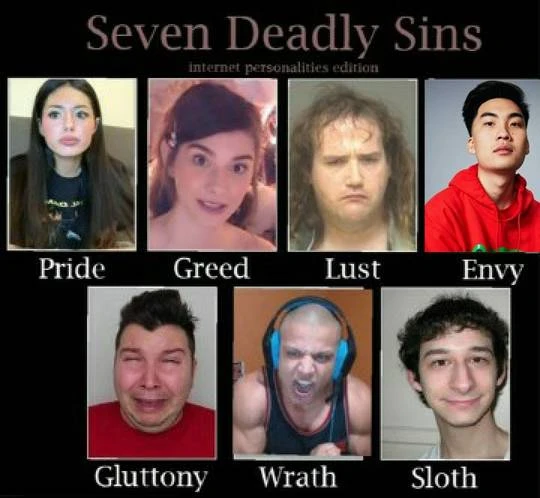 Seven Deadly Sins
internet personalities edition
Pride Greed Lust Envy
Gluttony Wrath Sloth